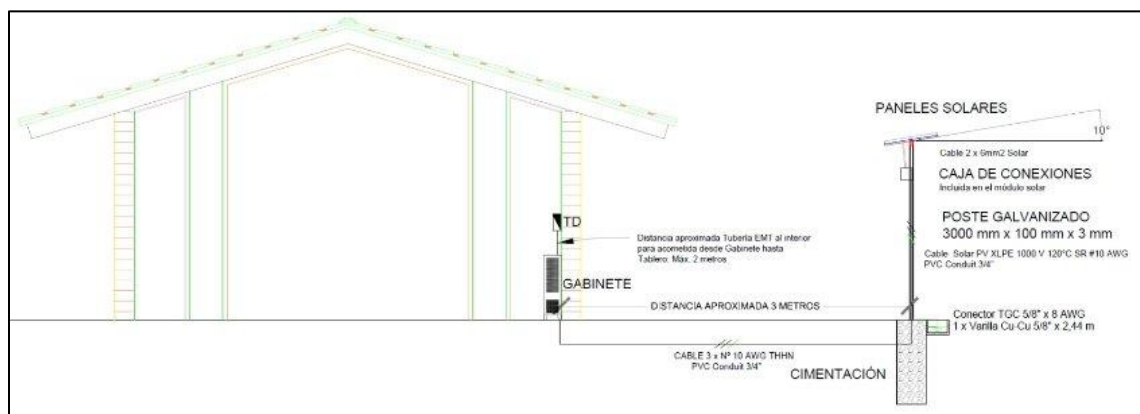 PANELES SOLARES
10°
Cable 2 x 6mm2 Solar
CAJA DE CONEXIONES
Incluida en el módulo solar
POSTE GALVANIZADO
3000 mm x 100 mm x 3 mm
Cable Solar PV XLPE 1000 V 120°C SR #10 AWG
PVC Conduit 3/4"
TD
Distancia aproximada Tubería EMT al interior
para acometida desde Gabinete hasta
Tablero: Máx. 2 metros
GABINETE
DISTANCIA APROXIMADA 3 METROS
Conector TGC 5/8" x 8 AWG
1 x Varilla Cu-Cu 5/8" x 2,44 m
CABLE 3 x Nº 10 AWG THHN
PVC Conduit 3/4"
CIMENTACIÓN